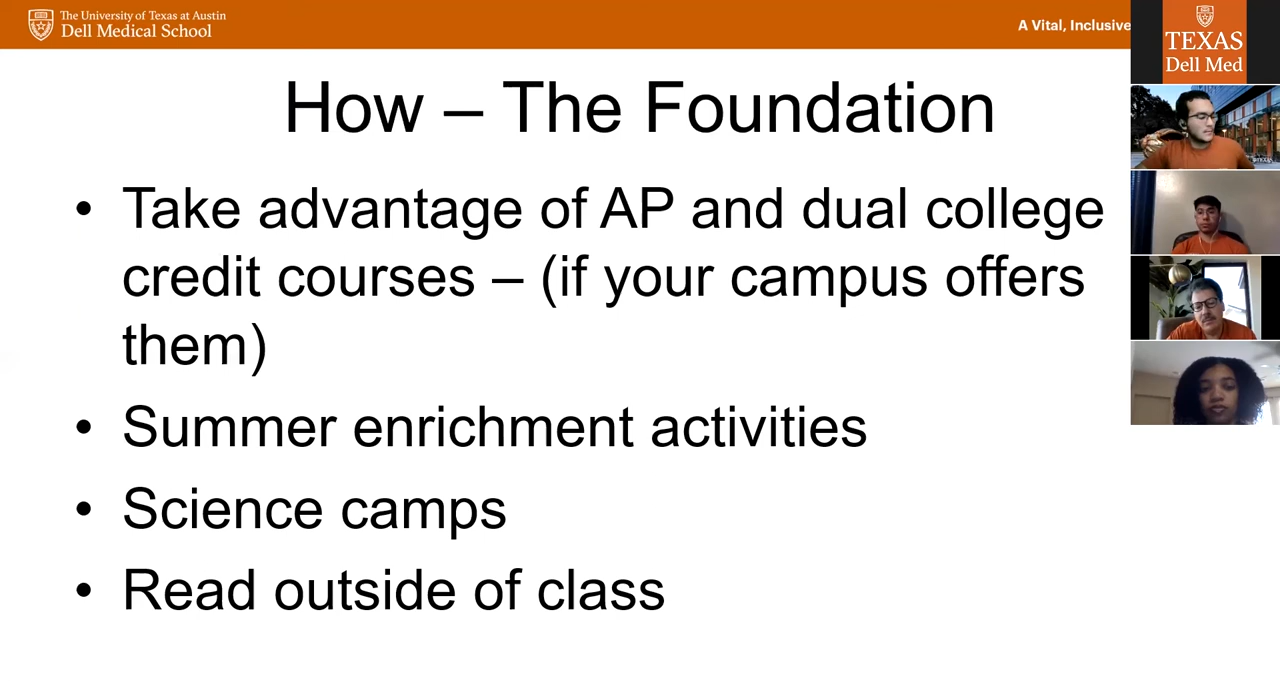 The University of Texas at Austin
Dell Medical School
A Vital, Inclusive
TEXAS
Dell Med
How – The Foundation
• Take advantage of AP and dual college
credit courses – (if your campus offers
them)
• Summer enrichment activities
• Science camps
• Read outside of class